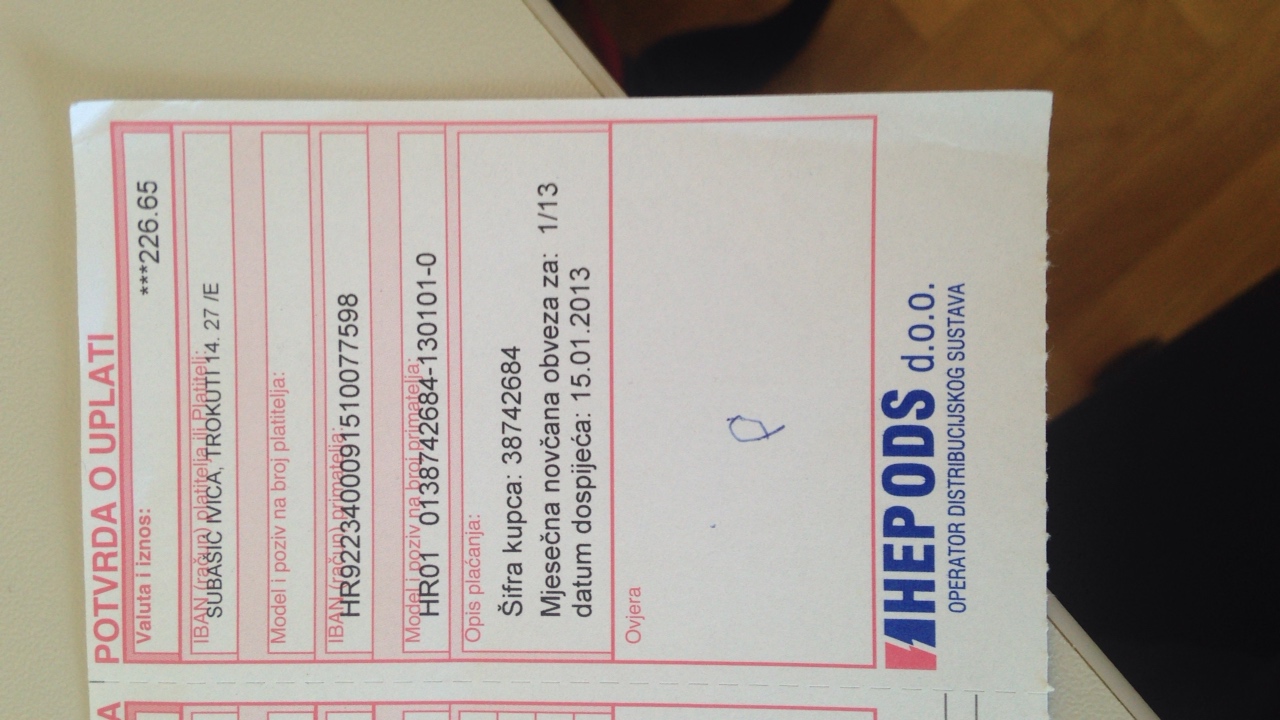 A
POTVRDA O UPLATI
Valuta i iznos:
***226.65
IBAN (račun) platitelja ili Platitelj:
SUBAŠIĆ IVICA, TROKUTI 14. 27 /E
Model i poziv na broj platitelja:
IBAN (račun) primatelja:
HR9223400091510077598
Model i poziv na broj primatelja:
HR01 0138742684-130101-0
Opis plaćanja:
Šifra kupca: 38742684
Mjesečna novčana obveza za: 1/13
datum dospijeća: 15.01.2013
Ovjera
P
HEP ODS d.o.o.
OPERATOR DISTRIBUCIJSKOG SUSTAVA